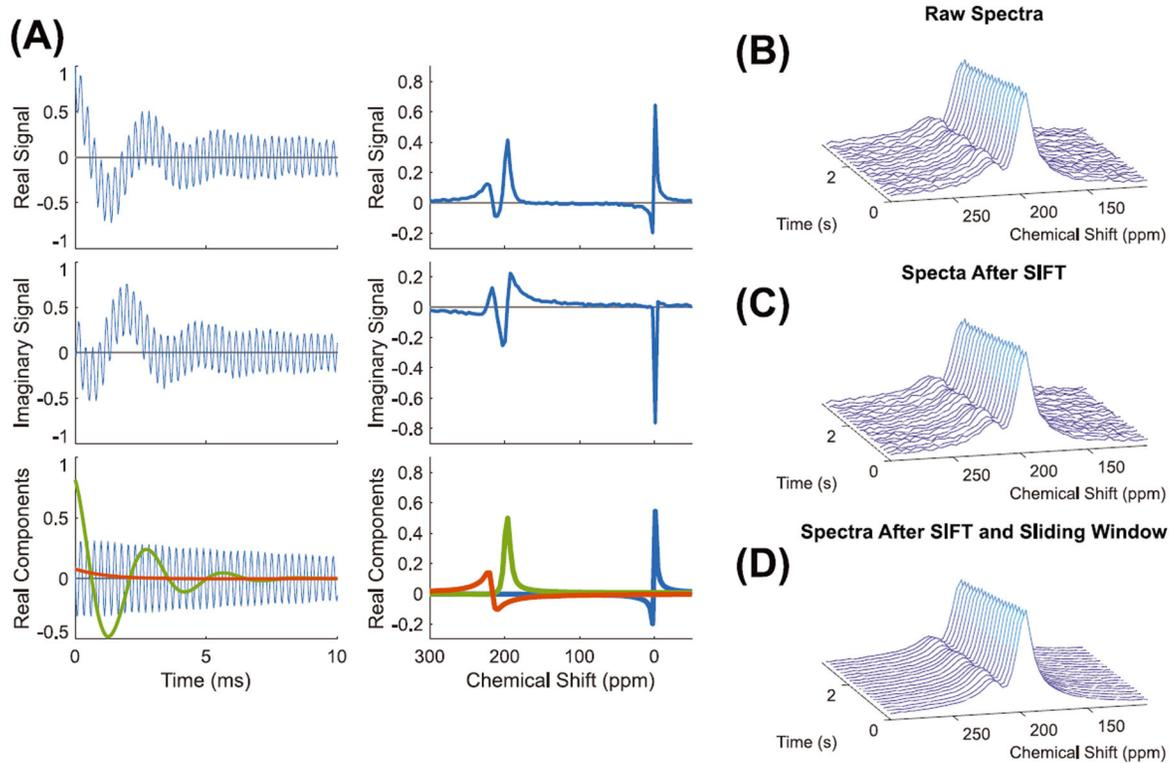 (A)
Real Signal
1
0.5
0
-0.5
-1
Real Signal
0.8
0.6
0.4
0.2
0
-0.2
Imaginary Signal
1
0.5
0
-0.5
-1
Imaginary Signal
0.2
0
-0.2
-0.4
-0.6
-0.8
Real Components
1
0.5
0
-0.5
0 5 10
Time (ms)
Real Components
0.8
0.6
0.4
0.2
0
-0.2
300 200 100 0
Chemical Shift (ppm)
(B)
Raw Spectra
2
0
Time (s)
250 200 150
Chemical Shift (ppm)
(C)
Specta After SIFT
2
0
Time (s)
250 200 150
Chemical Shift (ppm)
(D)
Spectra After SIFT and Sliding Window
2
0
Time (s)
250 200 150
Chemical Shift (ppm)